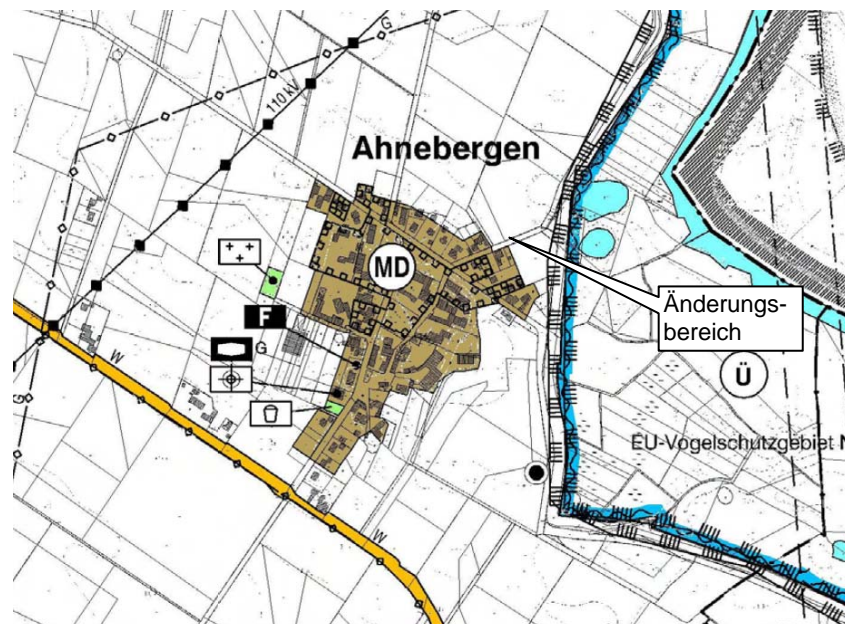 G
110 kV
Ahnebergen
MD
Änderungs-
bereich
F
G
W
Ü
EU-Vogelschutzgebiet N
G
W